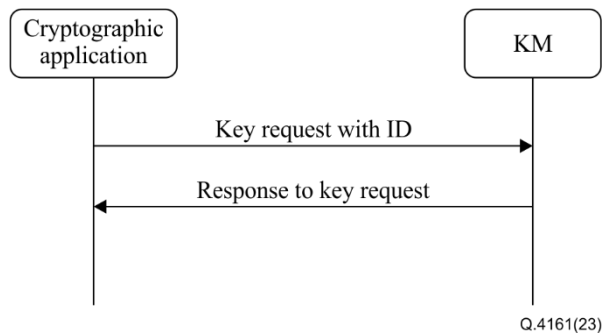 Cryptographic
application
KM
Key request with ID
Response to key request
Q.4161(23)